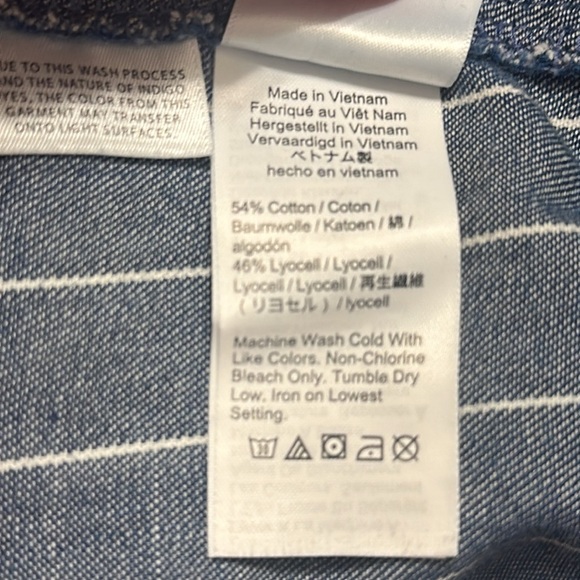 UE TO THIS WASH PROCESS
ND THE NATURE OF INDIGO
YES, THE COLOR FROM THIS
GARMENT MAY TRANSFER
ONTO LIGHT SURFACES.
Made in Vietnam
Fabriqué au Việt Nam
Hergestellt in Vietnam
Vervaardigd in Vietnam
ベトナム製
hecho en vietnam
54% Cotton / Coton /
Baumwolle / Katoen / 綿 /
algodón
46% Lyocell / Lyocell /
Lyocell / Lyocell / 再生繊維
(リヨセル) / lyocell
Machine Wash Cold With
Like Colors. Non-Chlorine
Bleach Only. Tumble Dry
Low. Iron on Lowest
Setting.
30